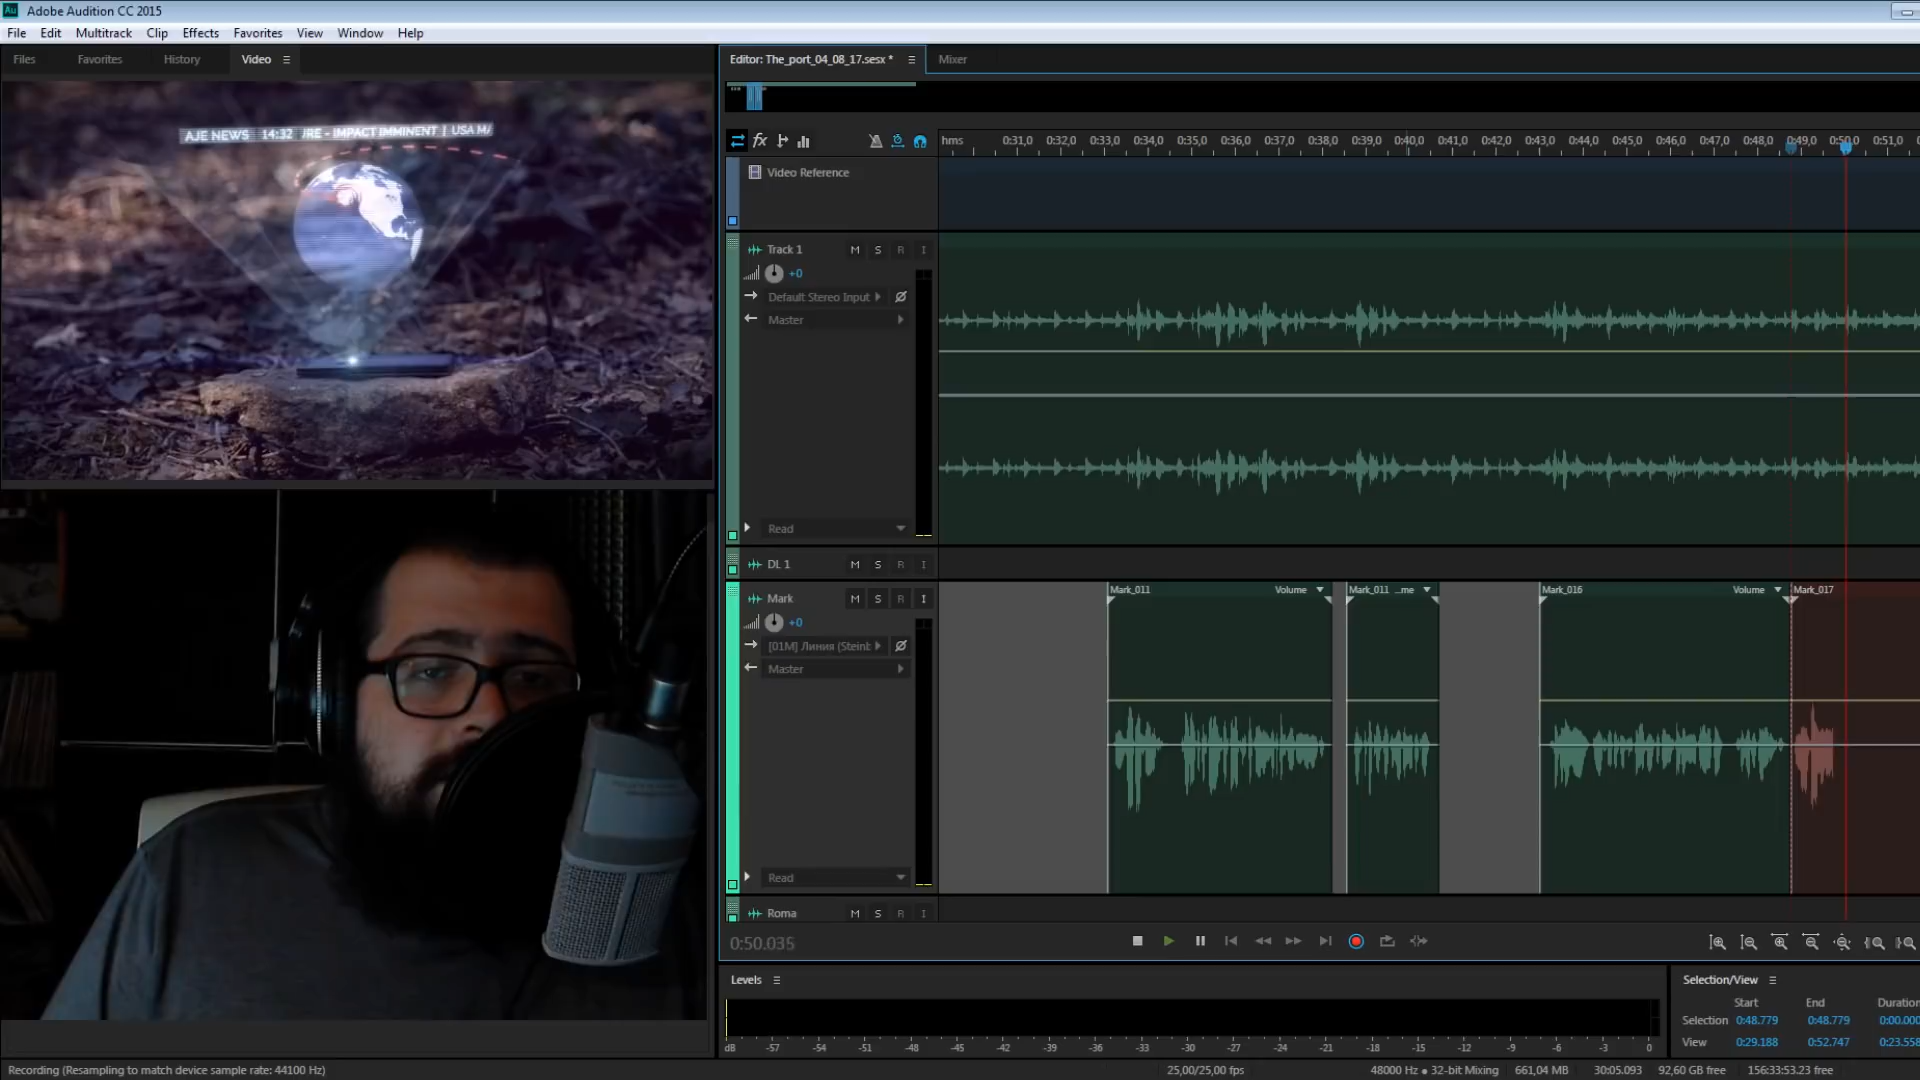 Au Adobe Audition CC 2015
File Edit Multitrack Clip Effects Favorites View Window Help
Files Favorites History Video
AJE NEWS 14:32 JRE - IMPACT IMMINENT | USA
Editor: The_port_04_08_17.sesx * Mixer
fx
hms 0:31,0 0:32,0 0:33,0 0:34,0 0:35,0 0:36,0 0:37,0 0:38,0 0:39,0 0:40,0 0:41,0 0:42,0 0:43,0 0:44,0 0:45,0 0:46,0 0:47,0 0:48,0 0:49,0 0:50,0 0:51,0
Video Reference
Track 1 M S R I
+0
Default Stereo Input
Master
Read
DL 1 M S R I
Mark M S R I
+0
[01M] Линия (Steinb
Master
Read
Mark_011 Volume Mark_011 ...me Mark_016 Volume Mark_017
Roma M S R I
0:50.035
Levels
dB -57 -54 -51 -48 -45 -42 -39 -36 -33 -30 -27 -24 -21 -18 -15 -12 -9 -6 -3 0
Selection/View
Start End Duration
Selection 0:48.779 0:48.779 0:00.000
View 0:29.188 0:52.747 0:23.558
Recording (Resampling to match device sample rate: 44100 Hz) 25,00/25,00 fps 48000 Hz ● 32-bit Mixing 661,04 MB 30:05.093 92,60 GB free 156:33:53.23 free